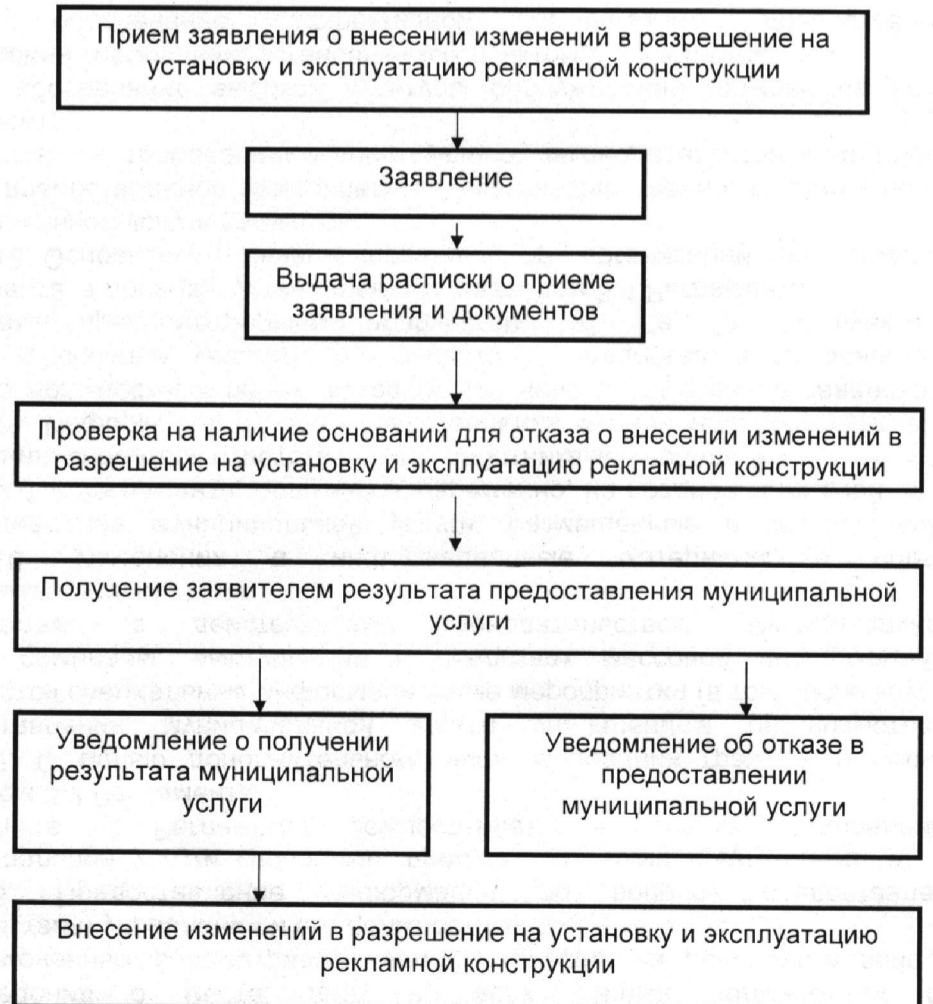 Прием заявления о внесении изменений в разрешение на
установку и эксплуатацию рекламной конструкции
Заявление
Выдача расписки о приеме
заявления и документов
Проверка на наличие оснований для отказа о внесении изменений в
разрешение на установку и эксплуатацию рекламной конструкции
Получение заявителем результата предоставления муниципальной
услуги
Уведомление о получении
результата муниципальной
услуги
Уведомление об отказе в
предоставлении
муниципальной услуги
Внесение изменений в разрешение на установку и эксплуатацию
рекламной конструкции